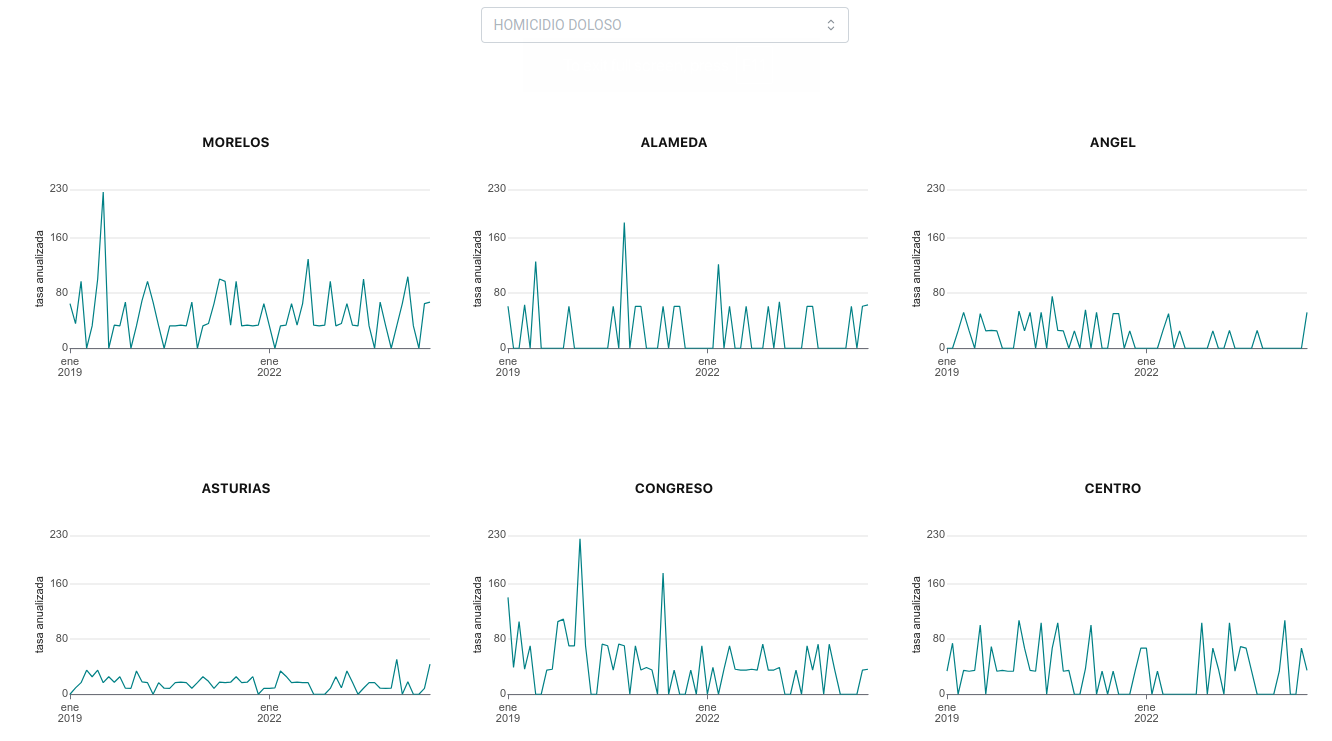 HOMICIDIO DOLOSO
MORELOS
tasa anualizada
230
160
80
0
ene
2019
ene
2022
ALAMEDA
tasa anualizada
230
160
80
0
ene
2019
ene
2022
ANGEL
tasa anualizada
230
160
80
0
ene
2019
ene
2022
ASTURIAS
tasa anualizada
230
160
80
0
ene
2019
ene
2022
CONGRESO
tasa anualizada
230
160
80
0
ene
2019
ene
2022
CENTRO
tasa anualizada
230
160
80
0
ene
2019
ene
2022